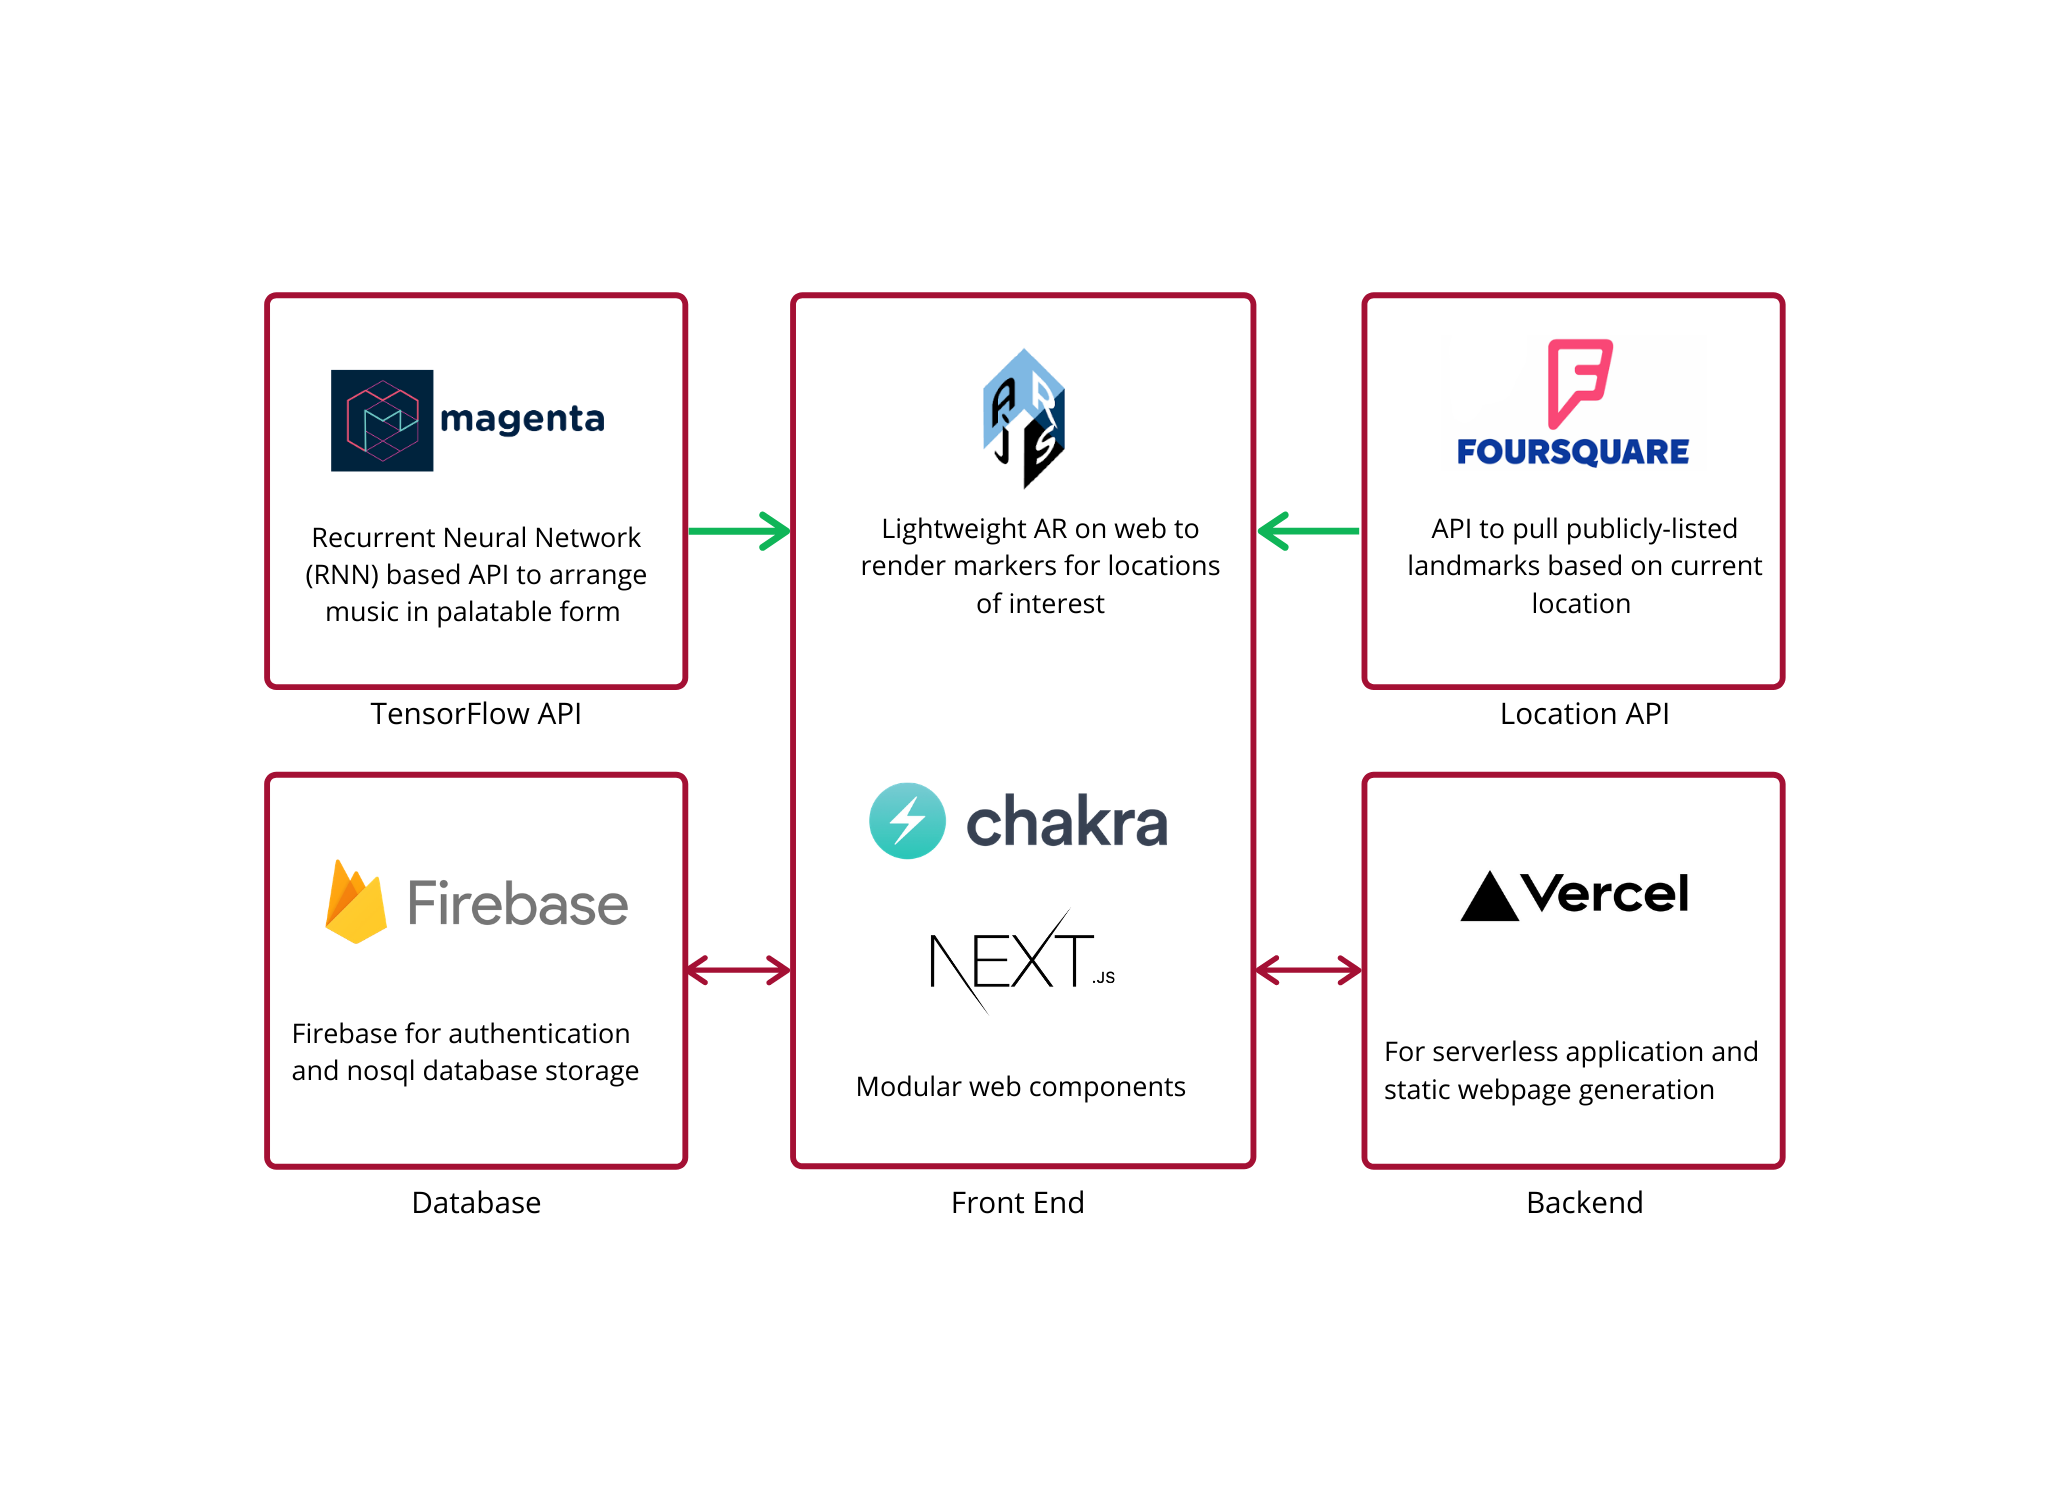 magenta
Recurrent Neural Network
(RNN) based API to arrange
music in palatable form
TensorFlow API
AR
JS
Lightweight AR on web to
render markers for locations
of interest
FOURSQUARE
API to pull publicly-listed
landmarks based on current
location
Location API
Firebase
Firebase for authentication
and nosql database storage
Database
chakra
NEXT.JS
Modular web components
Front End
Vercel
For serverless application and
static webpage generation
Backend